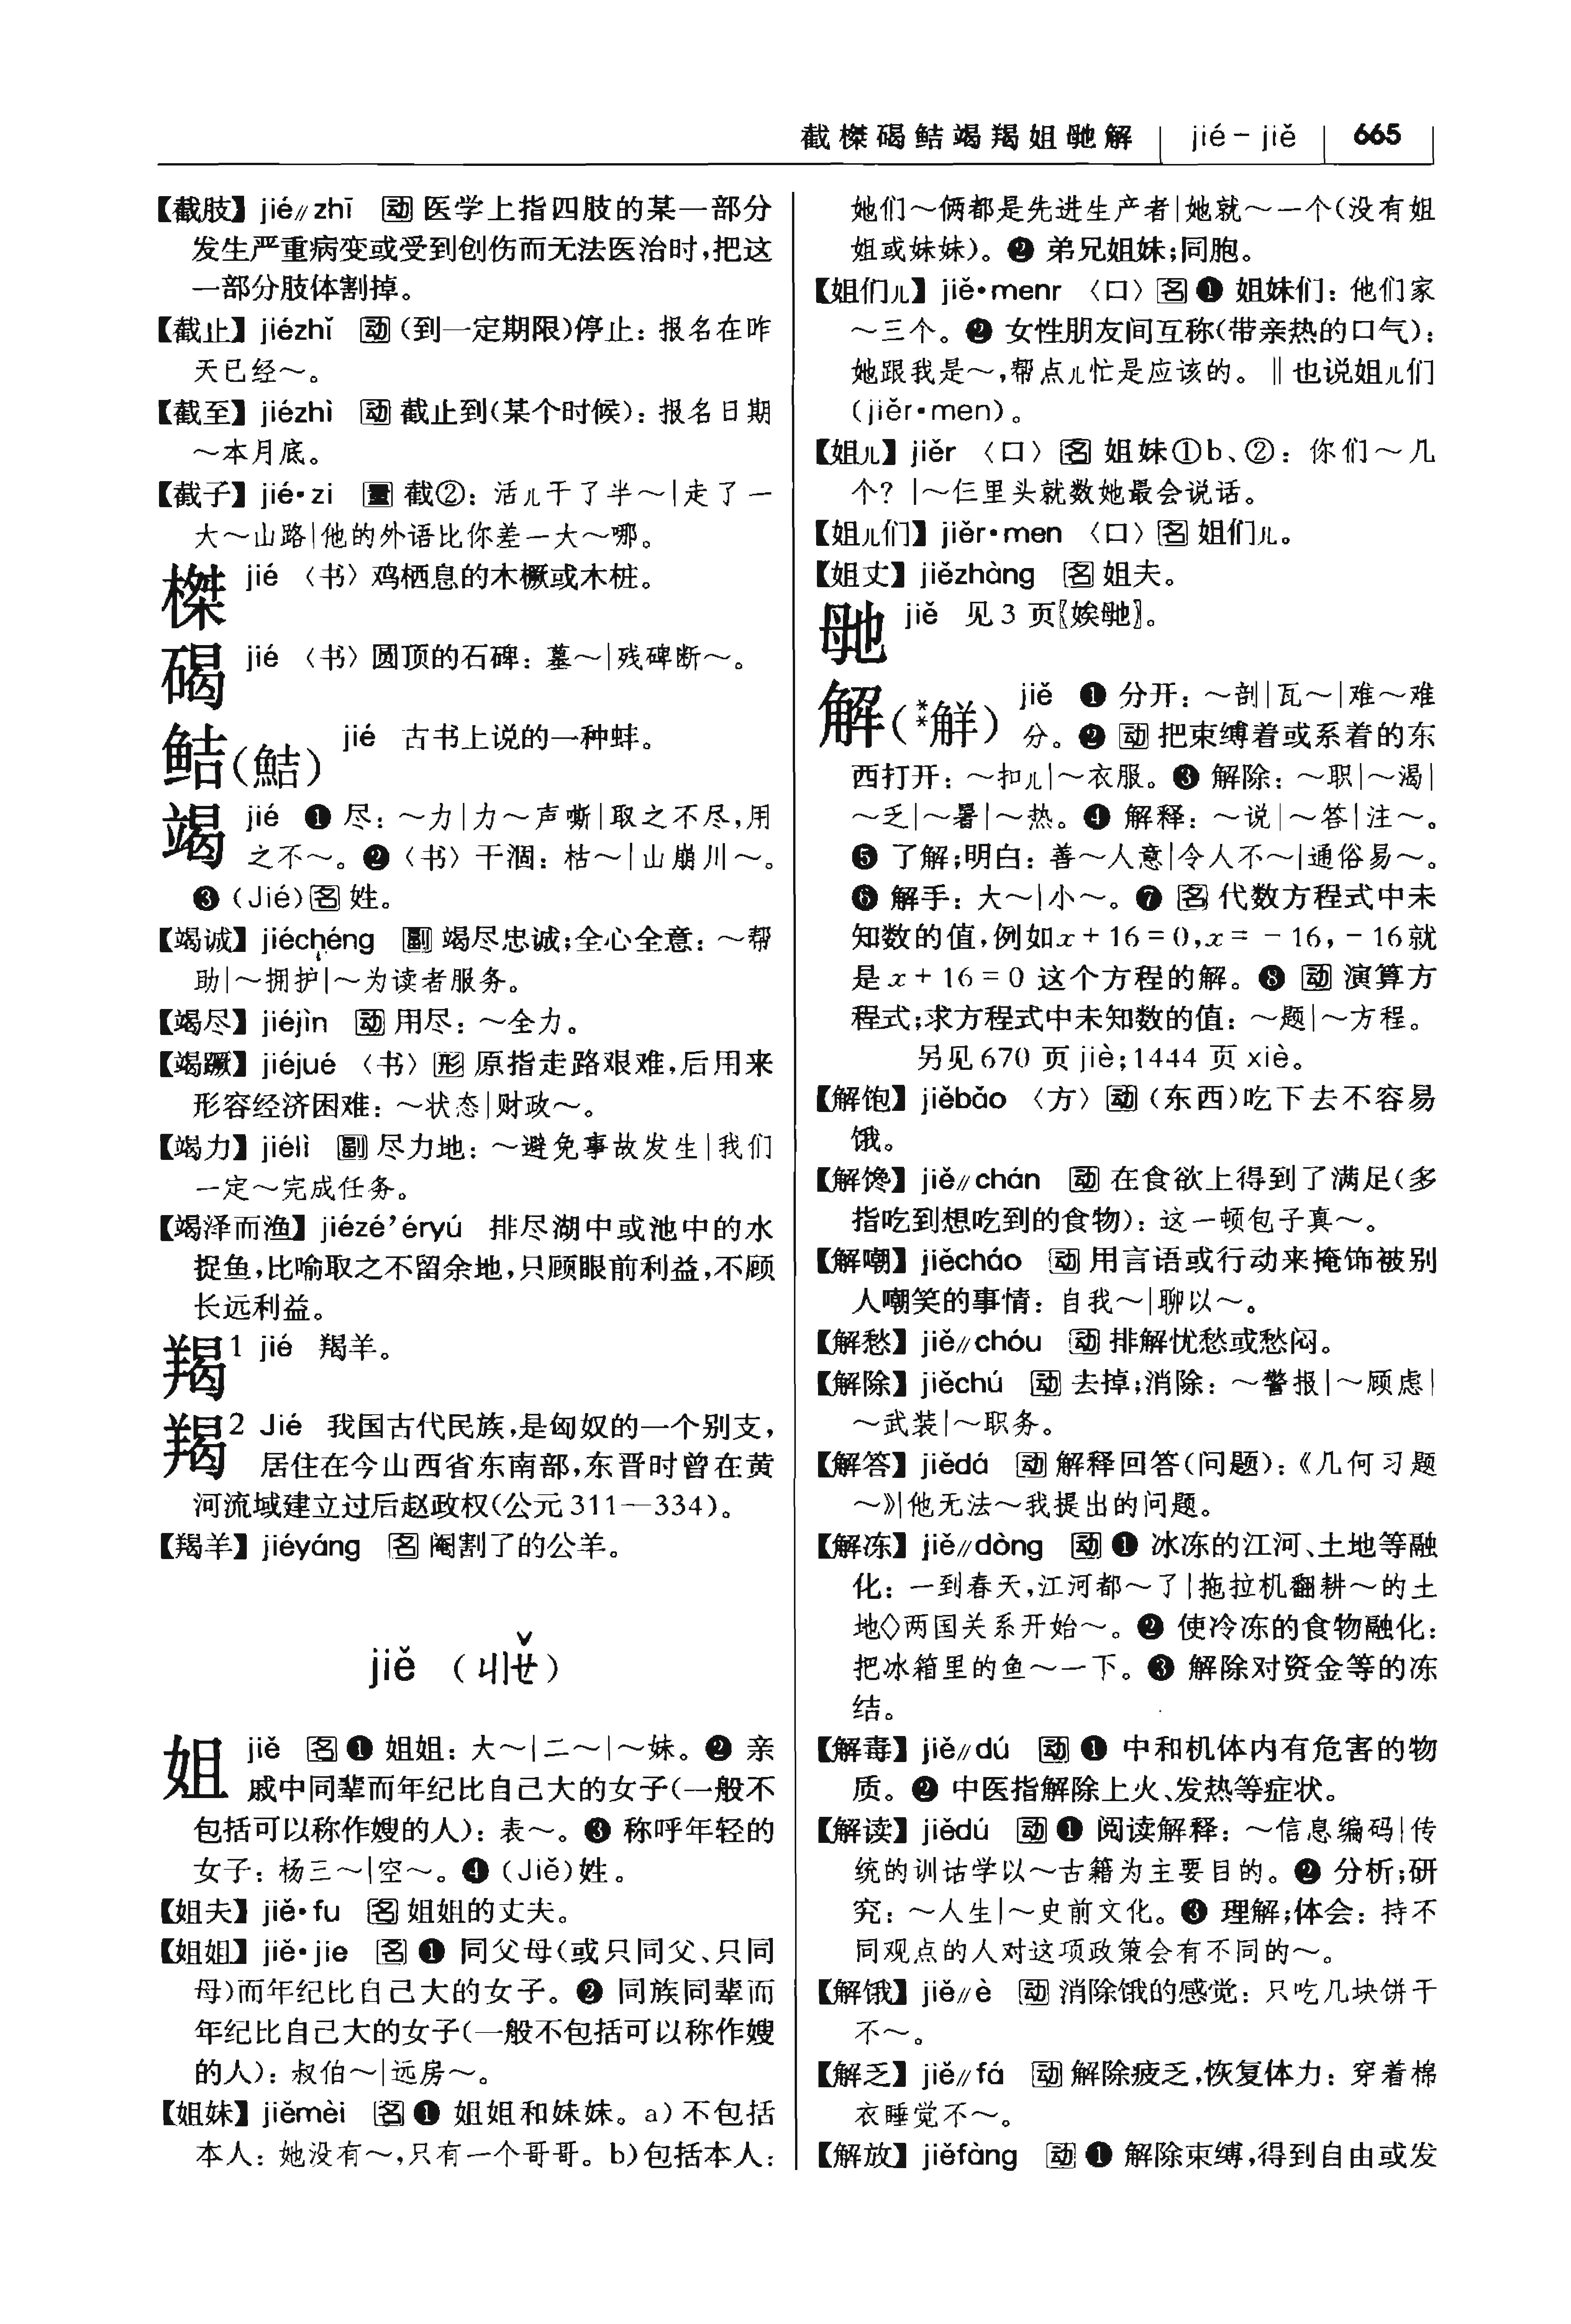 截榤碣鲒竭羯姐毑解 jié－jiě 665
【截肢】 jié∥zhī 动 医学上指四肢的某一部分
发生严重病变或受到创伤而无法医治时，把这
一部分肢体割掉。
【截止】 jiézhǐ 动（到一定期限）停止：报名在昨
天已经～。
【截至】 jiézhì 动 截止到（某个时候）：报名日期
～本月底。
【截子】 jié·zi 量 截②：活儿干了半～｜走了一
大～山路｜他的外语比你差一大～哪。
榤 jié 〈书〉鸡栖息的木橛或木桩。
碣 jié 〈书〉圆顶的石碑：墓～｜残碑断～。
鲒（鮚） jié 古书上说的一种蚌。
竭 jié ❶ 尽：～力｜力～声嘶｜取之不尽，用
之不～。❷〈书〉干涸：枯～｜山崩川～。
❸（Jié）名 姓。
【竭诚】 jiéchéng 副 竭尽忠诚；全心全意：～帮
助｜～拥护｜～为读者服务。
【竭尽】 jiéjìn 动 用尽：～全力。
【竭蹶】 jiéjué 〈书〉形 原指走路艰难，后用来
形容经济困难：～状态｜财政～。
【竭力】 jiélì 副 尽力地：～避免事故发生｜我们
一定～完成任务。
【竭泽而渔】 jiézé'éryú 排尽湖中或池中的水
捉鱼，比喻取之不留余地，只顾眼前利益，不顾
长远利益。
羯1 jié 羯羊。
羯2 Jié 我国古代民族，是匈奴的一个别支，
居住在今山西省东南部，东晋时曾在黄
河流域建立过后赵政权（公元311—334）。
【羯羊】 jiéyáng 名 阉割了的公羊。
jiě （ㄐㄧㄝˇ）
姐 jiě 名 ❶ 姐姐：大～｜二～｜～妹。❷ 亲
戚中同辈而年纪比自己大的女子（一般不
包括可以称作嫂的人）：表～。❸ 称呼年轻的
女子：杨三～｜空～。❹（Jiě）姓。
【姐夫】 jiě·fu 名 姐姐的丈夫。
【姐姐】 jiě·jie 名 ❶ 同父母（或只同父、只同
母）而年纪比自己大的女子。❷ 同族同辈而
年纪比自己大的女子（一般不包括可以称作嫂
的人）：叔伯～｜远房～。
【姐妹】 jiěmèi 名 ❶ 姐姐和妹妹。a）不包括
本人：她没有～，只有一个哥哥。b）包括本人：
她们～俩都是先进生产者｜她就～一个（没有姐
姐或妹妹）。❷ 弟兄姐妹；同胞。
【姐们儿】 jiě·menr 〈口〉名 ❶ 姐妹们：他们家
～三个。❷ 女性朋友间互称（带亲热的口气）：
她跟我是～，帮点儿忙是应该的。‖也说姐儿们
（jiěr·men）。
【姐儿】 jiěr 〈口〉名 姐妹①b、②：你们～几
个？｜～仨里头就数她最会说话。
【姐儿们】 jiěr·men 〈口〉名 姐们儿。
【姐丈】 jiězhàng 名 姐夫。
毑 jiě 见3页〖娭毑〗。
解（*觧） jiě ❶ 分开：～剖｜瓦～｜难～难
分。❷ 动 把束缚着或系着的东
西打开：～扣儿｜～衣服。❸ 解除：～职｜～渴｜
～乏｜～暑｜～热。❹ 解释：～说｜～答｜注～。
❺ 了解；明白：善～人意｜令人不～｜通俗易～。
❻ 解手：大～｜小～。❼ 名 代数方程式中未
知数的值，例如x＋16＝0，x＝－16，－16就
是x＋16＝0这个方程的解。❽ 动 演算方
程式；求方程式中未知数的值：～题｜～方程。
另见670页jiè；1444页xiè。
【解饱】 jiěbǎo 〈方〉动（东西）吃下去不容易
饿。
【解馋】 jiě∥chán 动 在食欲上得到了满足（多
指吃到想吃到的食物）：这一顿包子真～。
【解嘲】 jiěcháo 动 用言语或行动来掩饰被别
人嘲笑的事情：自我～｜聊以～。
【解愁】 jiě∥chóu 动 排解忧愁或愁闷。
【解除】 jiěchú 动 去掉；消除：～警报｜～顾虑｜
～武装｜～职务。
【解答】 jiědá 动 解释回答（问题）：《几何习题
～》｜他无法～我提出的问题。
【解冻】 jiě∥dòng 动 ❶ 冰冻的江河、土地等融
化：一到春天，江河都～了｜拖拉机翻耕～的土
地◇两国关系开始～。❷ 使冷冻的食物融化：
把冰箱里的鱼～一下。❸ 解除对资金等的冻
结。
【解毒】 jiě∥dú 动 ❶ 中和机体内有危害的物
质。❷ 中医指解除上火、发热等症状。
【解读】 jiědú 动 ❶ 阅读解释：～信息编码｜传
统的训诂学以～古籍为主要目的。❷ 分析；研
究：～人生｜～史前文化。❸ 理解；体会：持不
同观点的人对这项政策会有不同的～。
【解饿】 jiě∥è 动 消除饿的感觉：只吃几块饼干
不～。
【解乏】 jiě∥fá 动 解除疲乏，恢复体力：穿着棉
衣睡觉不～。
【解放】 jiěfàng 动 ❶ 解除束缚，得到自由或发